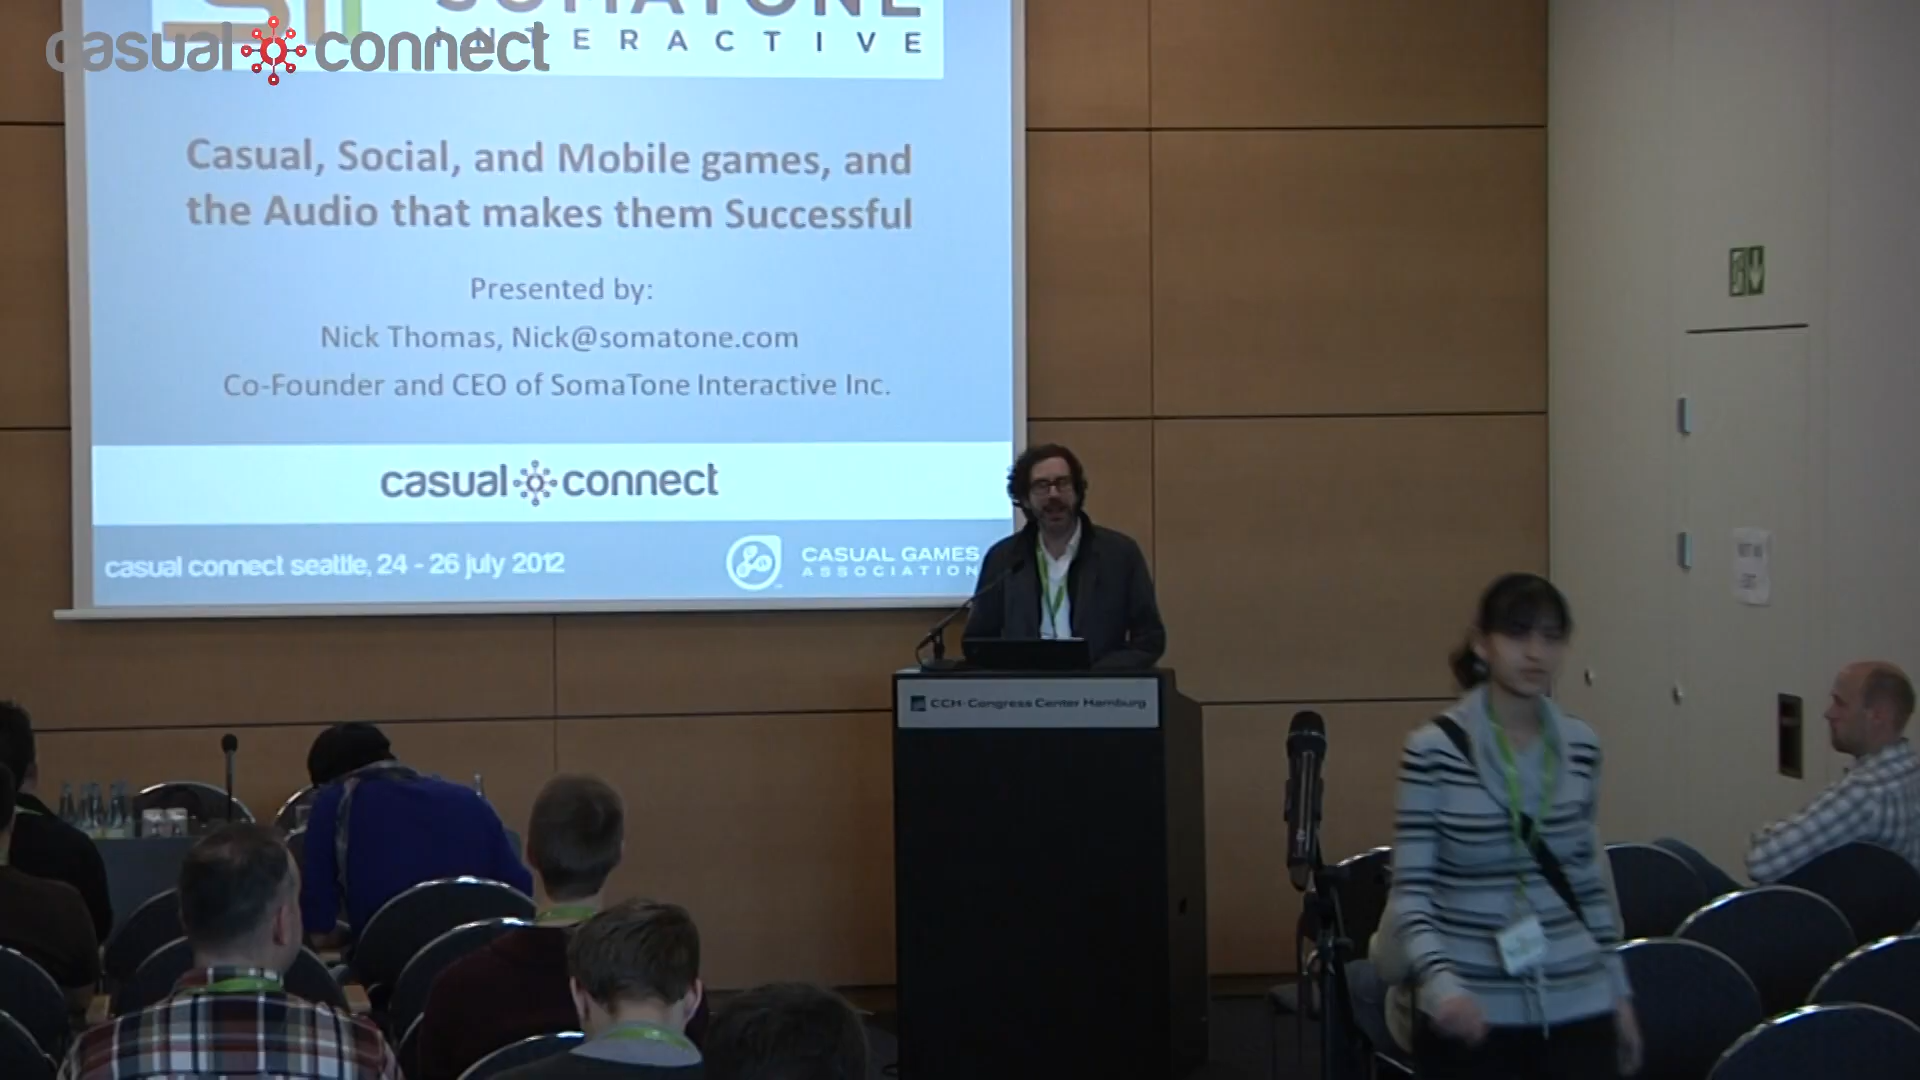 SOMATONE
INTERACTIVE
casual connect
Casual, Social, and Mobile games, and
the Audio that makes them Successful
Presented by:
Nick Thomas, Nick@somatone.com
Co-Founder and CEO of SomaTone Interactive Inc.
casual connect
casual connect seattle, 24 - 26 july 2012
CASUAL GAMES
ASSOCIATION
CCH · Congress Center Hamburg